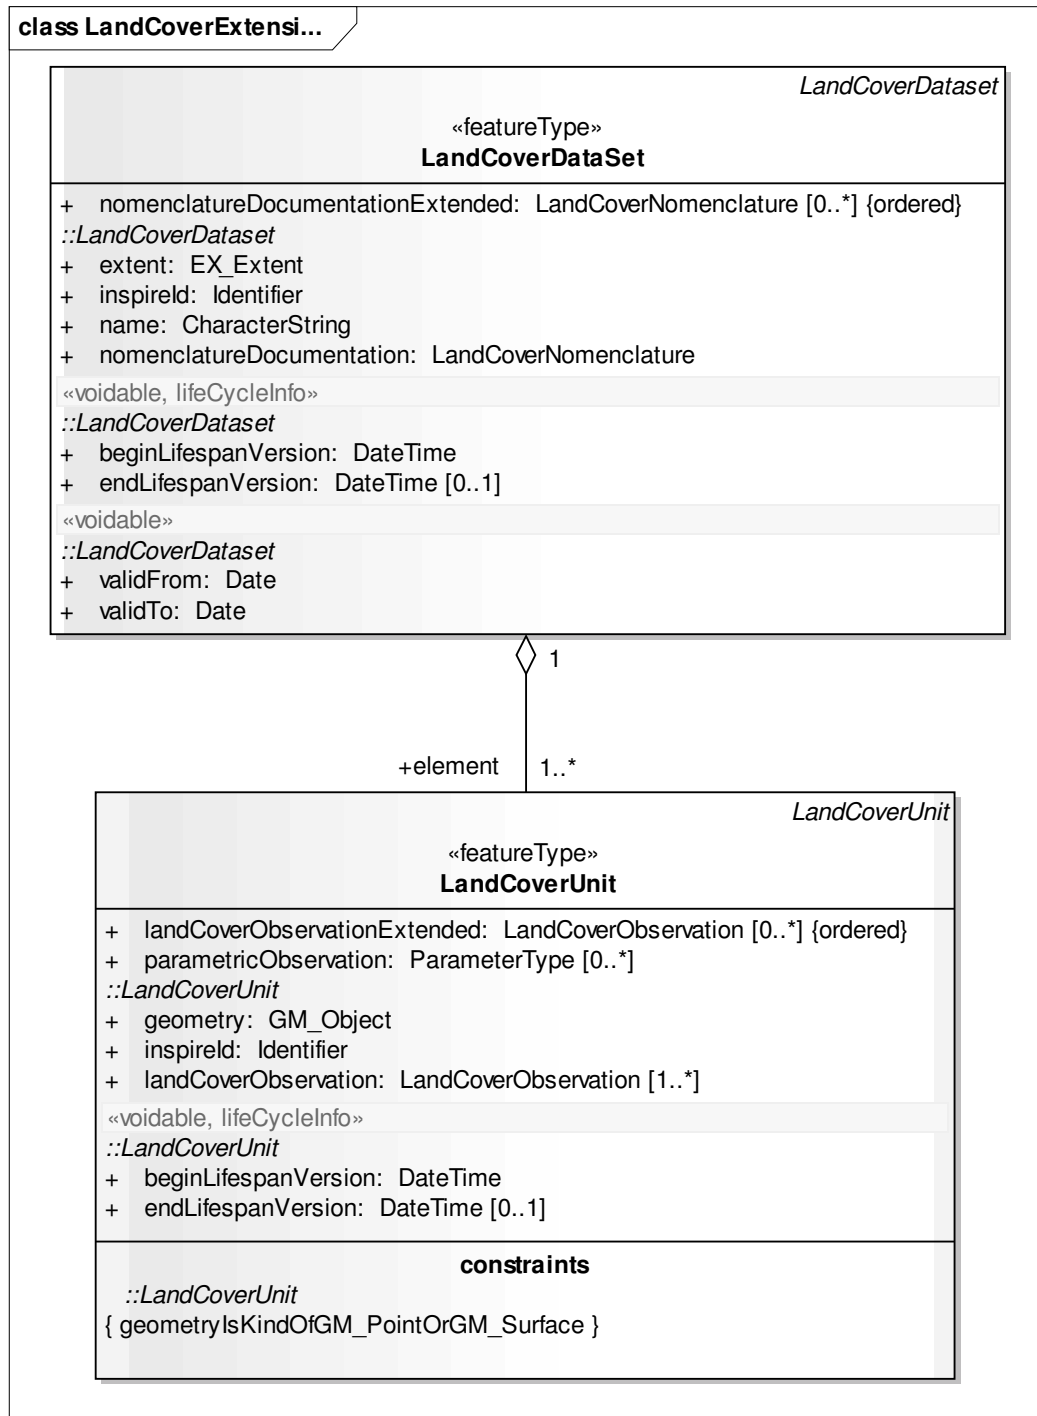 class LandCoverExtensi...
LandCoverDataset
«featureType»
LandCoverDataSet
+ nomenclatureDocumentationExtended: LandCoverNomenclature [0..*] {ordered}
::LandCoverDataset
+ extent: EX_Extent
+ inspireId: Identifier
+ name: CharacterString
+ nomenclatureDocumentation: LandCoverNomenclature
«voidable, lifeCycleInfo»
::LandCoverDataset
+ beginLifespanVersion: DateTime
+ endLifespanVersion: DateTime [0..1]
«voidable»
::LandCoverDataset
+ validFrom: Date
+ validTo: Date
1
+element 1..*
LandCoverUnit
«featureType»
LandCoverUnit
+ landCoverObservationExtended: LandCoverObservation [0..*] {ordered}
+ parametricObservation: ParameterType [0..*]
::LandCoverUnit
+ geometry: GM_Object
+ inspireId: Identifier
+ landCoverObservation: LandCoverObservation [1..*]
«voidable, lifeCycleInfo»
::LandCoverUnit
+ beginLifespanVersion: DateTime
+ endLifespanVersion: DateTime [0..1]
constraints
::LandCoverUnit
{ geometryIsKindOfGM_PointOrGM_Surface }